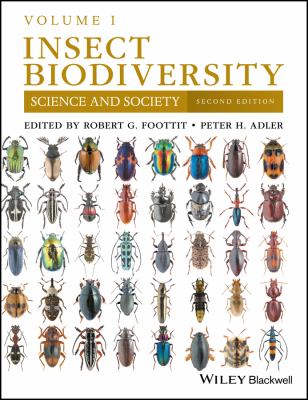 VOLUME I
INSECT
BIODIVERSITY
SCIENCE AND SOCIETY SECOND EDITION
EDITED BY ROBERT G. FOOTTIT • PETER H. ADLER
WILEY Blackwell